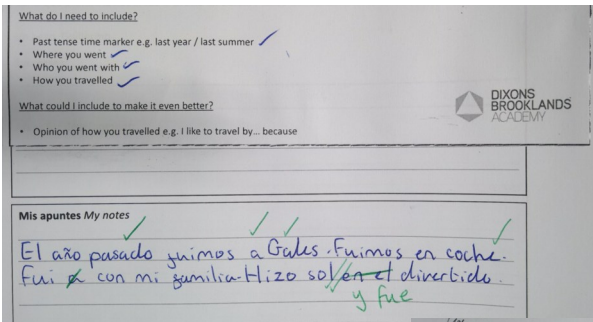 What do I need to include?
• Past tense time marker e.g. last year / last summer
• Where you went
• Who you went with
• How you travelled
What could I include to make it even better?
• Opinion of how you travelled e.g. I like to travel by... because
DIXONS
BROOKLANDS
ACADEMY
Mis apuntes My notes
El año pasado fuimos a Gales. Fuimos en coche.
Fui con mi familia. Hizo sol en el divertido.
y fue